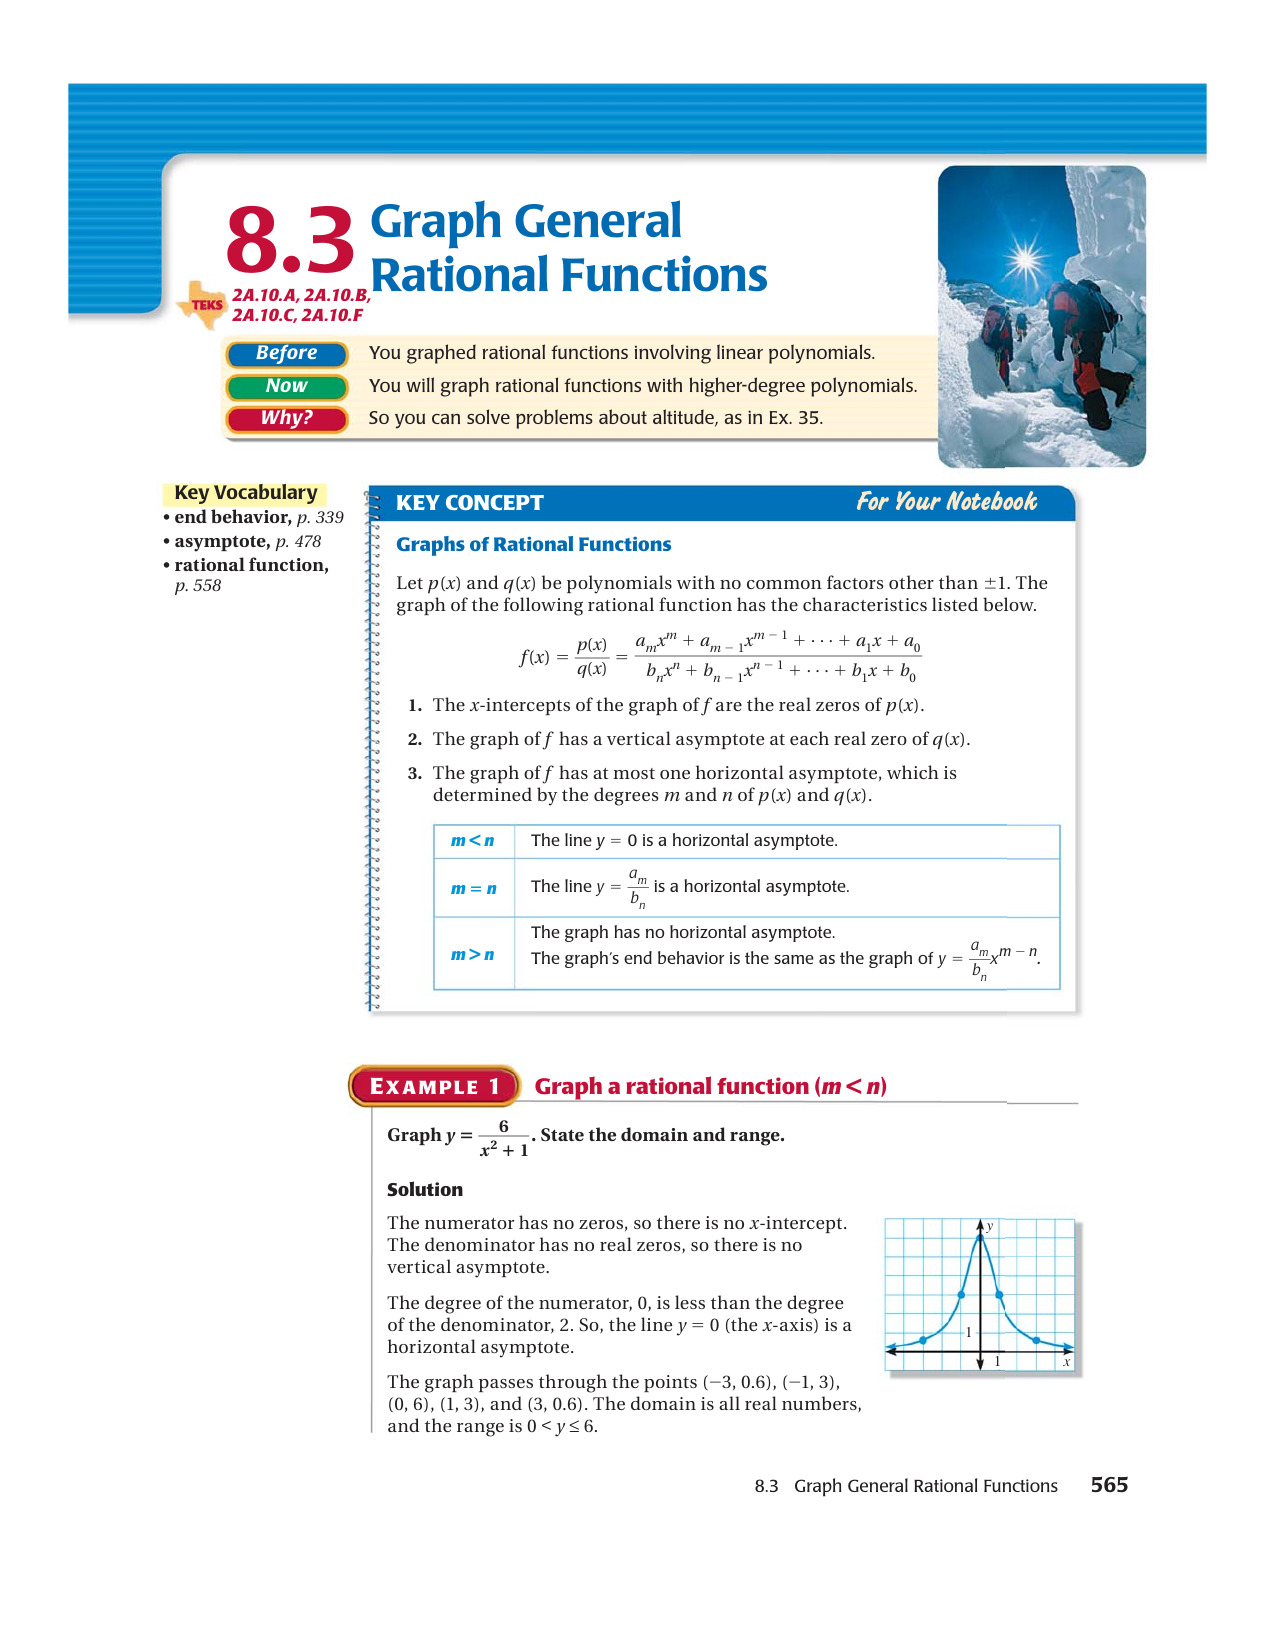 8.3 Graph General
Rational Functions
TEKS
2A.10.A, 2A.10.B,
2A.10.C, 2A.10.F
Before You graphed rational functions involving linear polynomials.
Now You will graph rational functions with higher-degree polynomials.
Why? So you can solve problems about altitude, as in Ex. 35.
Key Vocabulary
• end behavior, p. 339
• asymptote, p. 478
• rational function,
p. 558
KEY CONCEPT For Your Notebook
Graphs of Rational Functions
Let p(x) and q(x) be polynomials with no common factors other than ±1. The
graph of the following rational function has the characteristics listed below.
f(x) = p(x)/q(x) = (a_m x^m + a_{m − 1} x^{m − 1} + · · · + a_1 x + a_0)/(b_n x^n + b_{n − 1} x^{n − 1} + · · · + b_1 x + b_0)
1. The x-intercepts of the graph of f are the real zeros of p(x).
2. The graph of f has a vertical asymptote at each real zero of q(x).
3. The graph of f has at most one horizontal asymptote, which is
determined by the degrees m and n of p(x) and q(x).
m < n The line y = 0 is a horizontal asymptote.
m = n The line y = a_m/b_n is a horizontal asymptote.
The graph has no horizontal asymptote.
m > n The graph's end behavior is the same as the graph of y = a_m/b_n x^{m − n}.
EXAMPLE 1 Graph a rational function (m < n)
Graph y = 6/(x² + 1). State the domain and range.
Solution
The numerator has no zeros, so there is no x-intercept.
The denominator has no real zeros, so there is no
vertical asymptote.
The degree of the numerator, 0, is less than the degree
of the denominator, 2. So, the line y = 0 (the x-axis) is a
horizontal asymptote.
The graph passes through the points (−3, 0.6), (−1, 3),
(0, 6), (1, 3), and (3, 0.6). The domain is all real numbers,
and the range is 0 < y ≤ 6.
y
1
1
x
8.3 Graph General Rational Functions 565